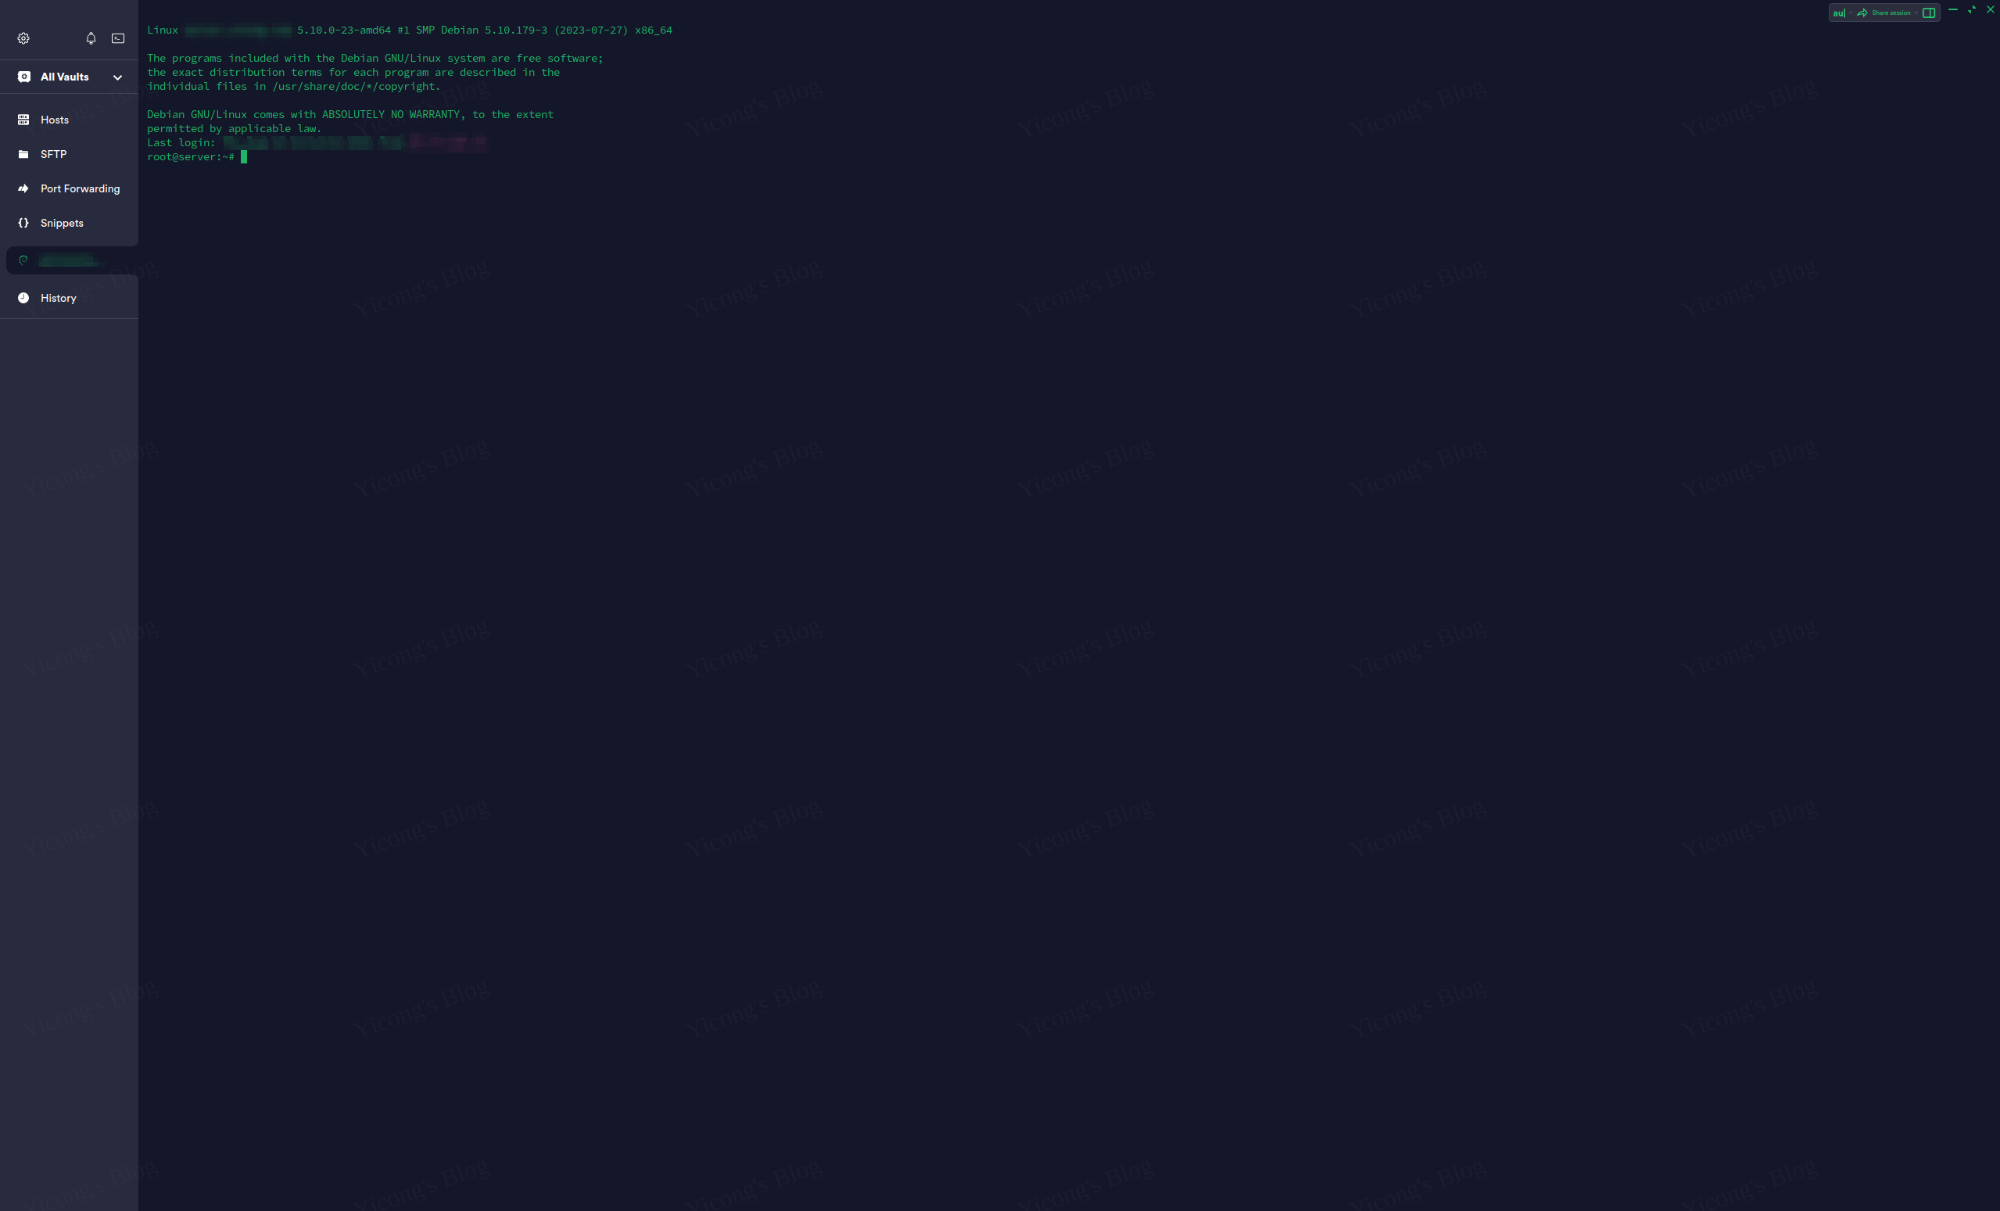 All Vaults
Hosts
SFTP
Port Forwarding
Snippets
History
au|
Share session
Linux 5.10.0-23-amd64 #1 SMP Debian 5.10.179-3 (2023-07-27) x86_64
The programs included with the Debian GNU/Linux system are free software;
the exact distribution terms for each program are described in the
individual files in /usr/share/doc/*/copyright.
Debian GNU/Linux comes with ABSOLUTELY NO WARRANTY, to the extent
permitted by applicable law.
Last login:
root@server:~#
Yicong's Blog